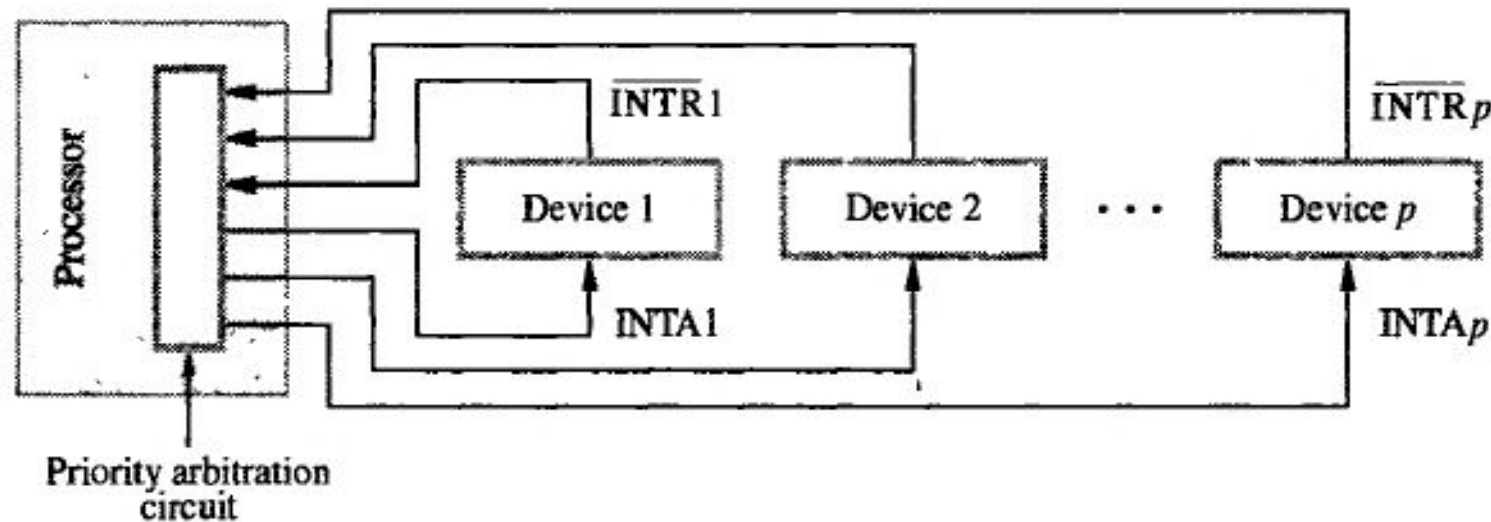 Processor
INTR1
INTRp
Device 1
Device 2
• • •
Device p
INTA1
INTAp
Priority arbitration
circuit